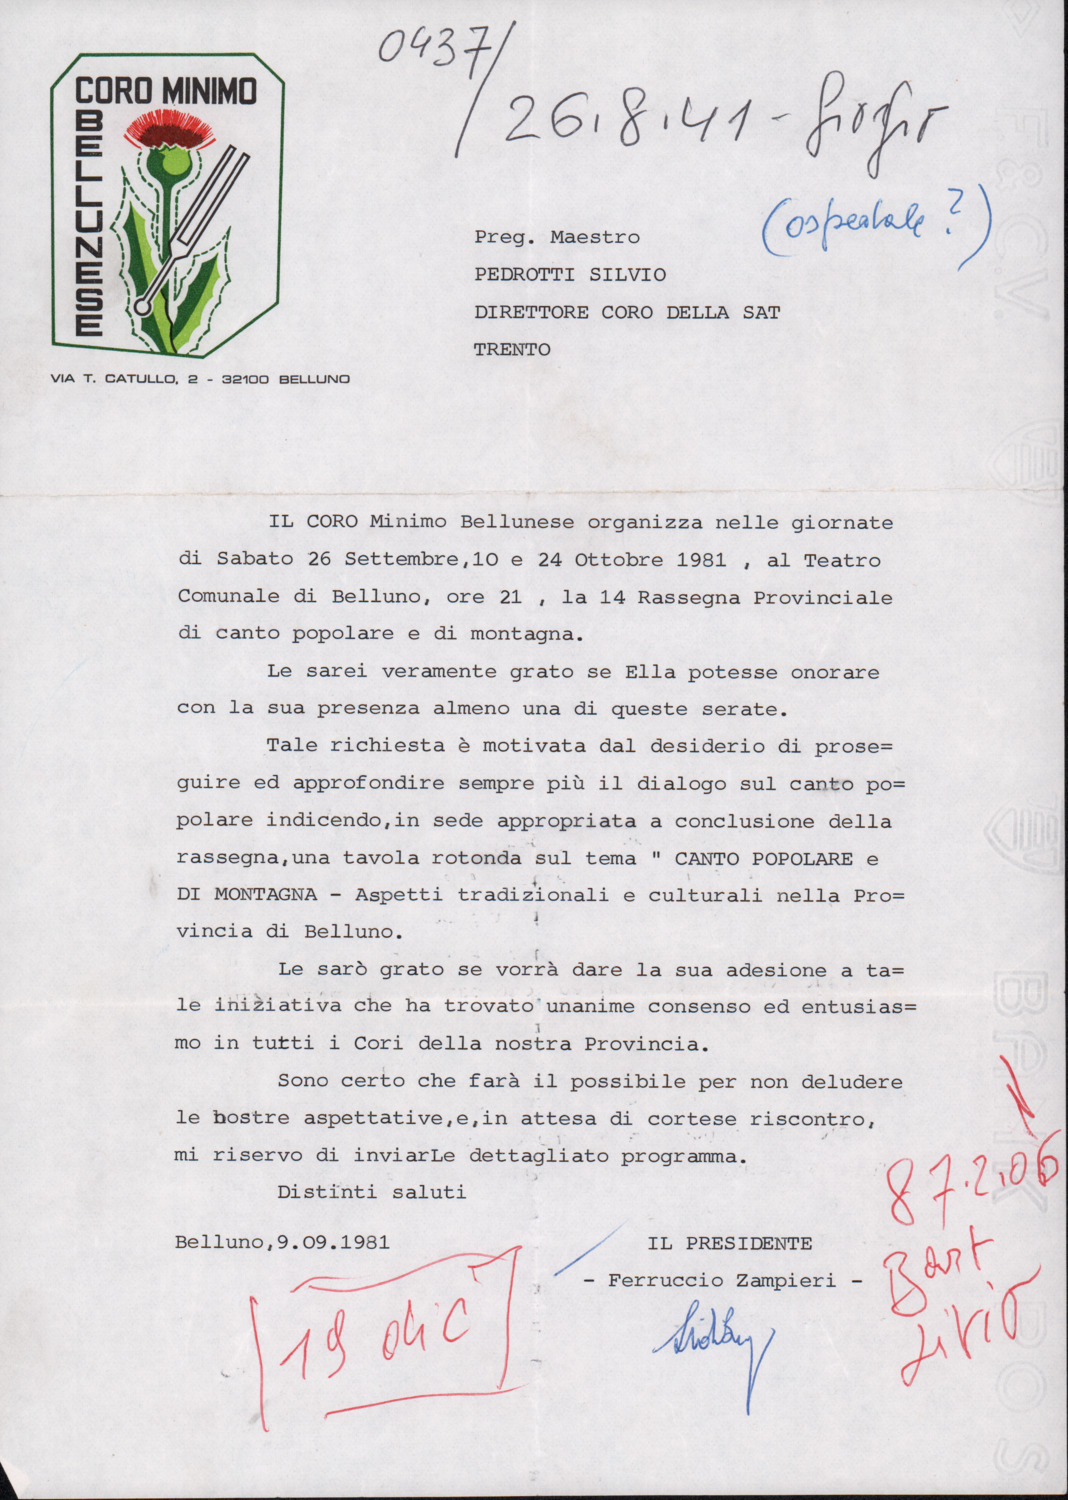 0437/
26.8.41 - Giorgio
(ospedale ?)
CORO MINIMO
BELLUNESE
VIA T. CATULLO, 2 - 32100 BELLUNO
Preg. Maestro
PEDROTTI SILVIO
DIRETTORE CORO DELLA SAT
TRENTO
IL CORO Minimo Bellunese organizza nelle giornate
di Sabato 26 Settembre,10 e 24 Ottobre 1981 , al Teatro
Comunale di Belluno, ore 21 , la 14 Rassegna Provinciale
di canto popolare e di montagna.
Le sarei veramente grato se Ella potesse onorare
con la sua presenza almeno una di queste serate.
Tale richiesta è motivata dal desiderio di prose=
guire ed approfondire sempre più il dialogo sul canto po=
polare indicendo,in sede appropriata a conclusione della
rassegna,una tavola rotonda sul tema " CANTO POPOLARE e
DI MONTAGNA - Aspetti tradizionali e culturali nella Pro=
vincia di Belluno.
Le sarò grato se vorrà dare la sua adesione a ta=
le iniziativa che ha trovato unanime consenso ed entusias=
mo in tutti i Cori della nostra Provincia.
Sono certo che farà il possibile per non deludere
le nostre aspettative,e,in attesa di cortese riscontro,
mi riservo di inviarLe dettagliato programma.
Distinti saluti
Belluno,9.09.1981
IL PRESIDENTE
- Ferruccio Zampieri -
19 dic
87.2.06